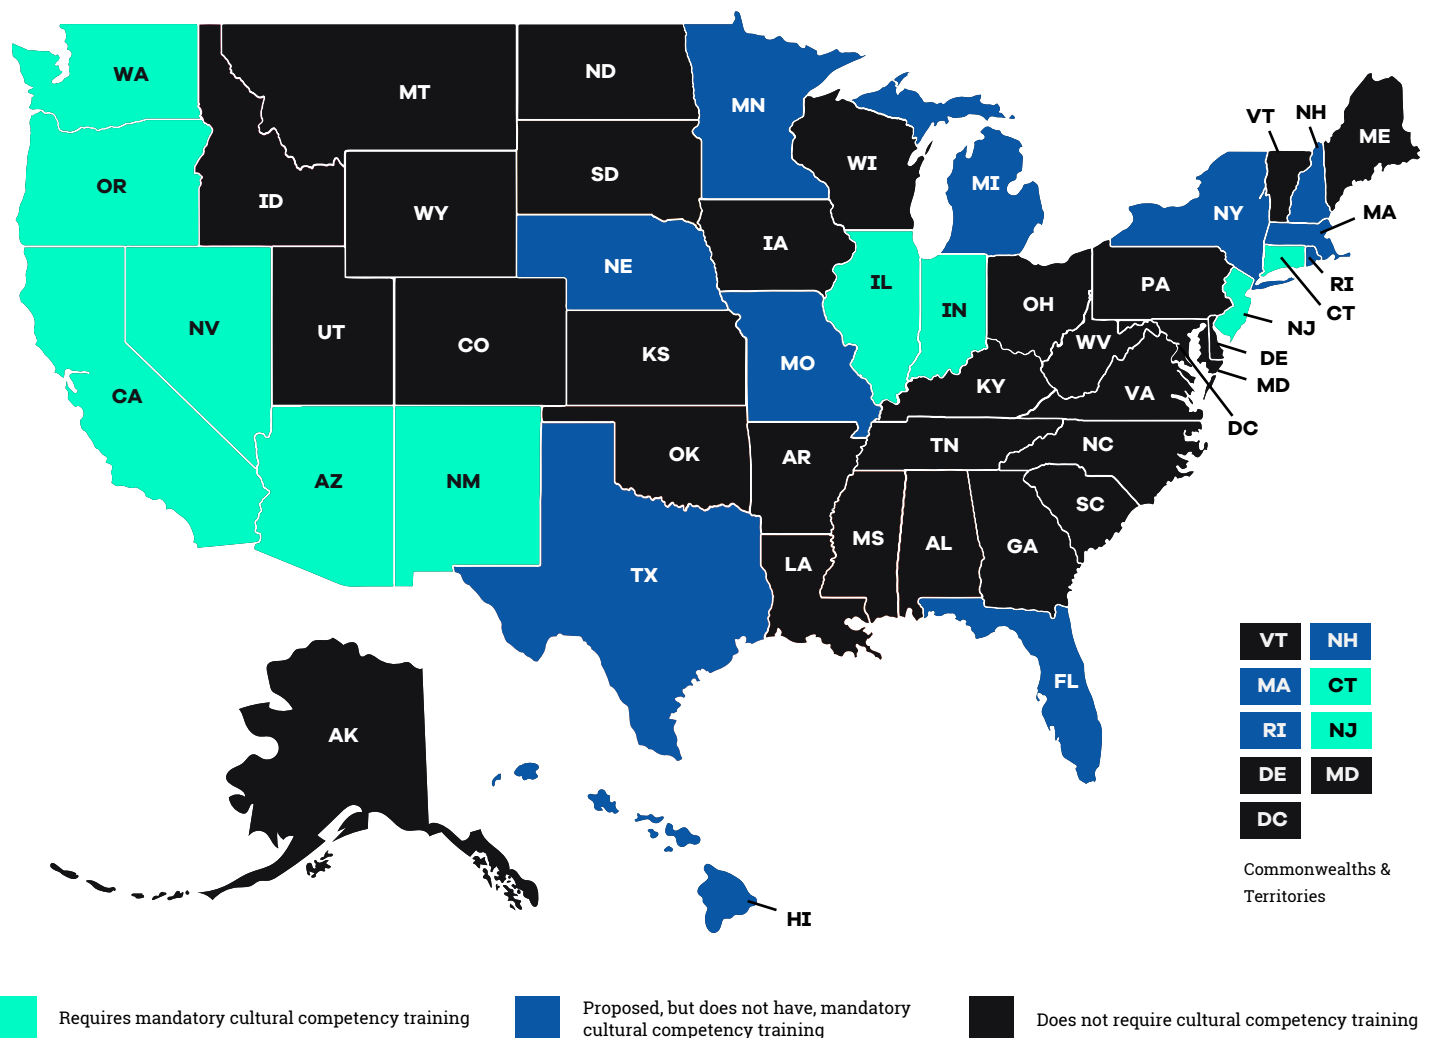 WA
MT
ND
MN
VT
NH
ME
OR
ID
WY
SD
WI
MI
NY
MA
NV
UT
CO
NE
IA
IL
IN
OH
PA
RI
CT
NJ
CA
KS
MO
WV
KY
VA
DE
MD
DC
AZ
NM
OK
AR
TN
NC
SC
TX
LA
MS
AL
GA
FL
AK
HI
VT NH
MA CT
RI NJ
DE MD
DC
Commonwealths &
Territories
Requires mandatory cultural competency training
Proposed, but does not have, mandatory
cultural competency training
Does not require cultural competency training